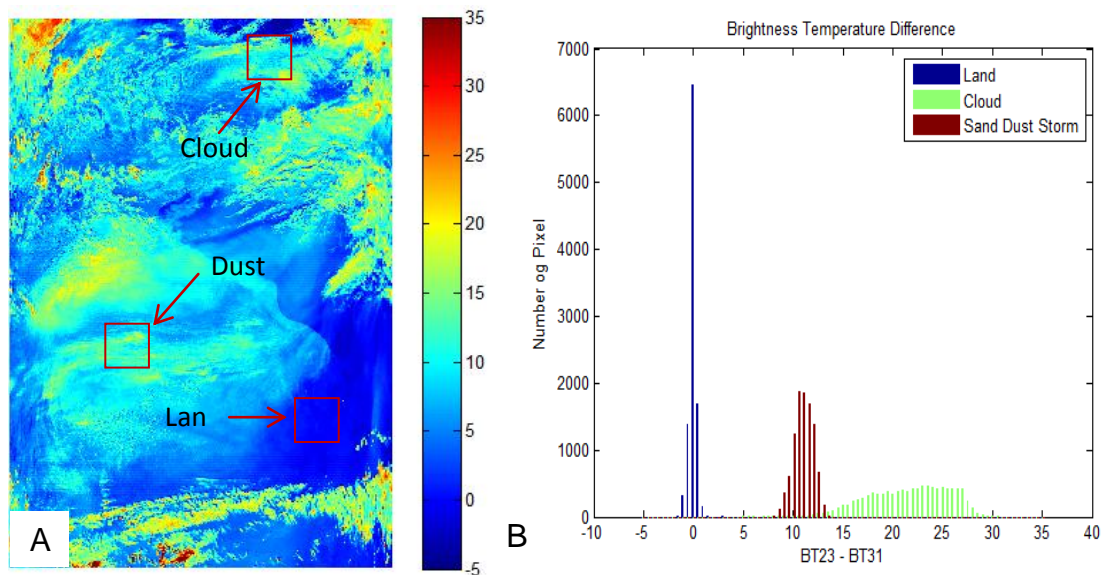 Cloud
Dust
Lan
A
35
30
25
20
15
10
5
0
-5
Brightness Temperature Difference
Number og Pixel
7000
6000
5000
4000
3000
2000
1000
0
-10 -5 0 5 10 15 20 25 30 35 40
BT23 - BT31
Land
Cloud
Sand Dust Storm
B